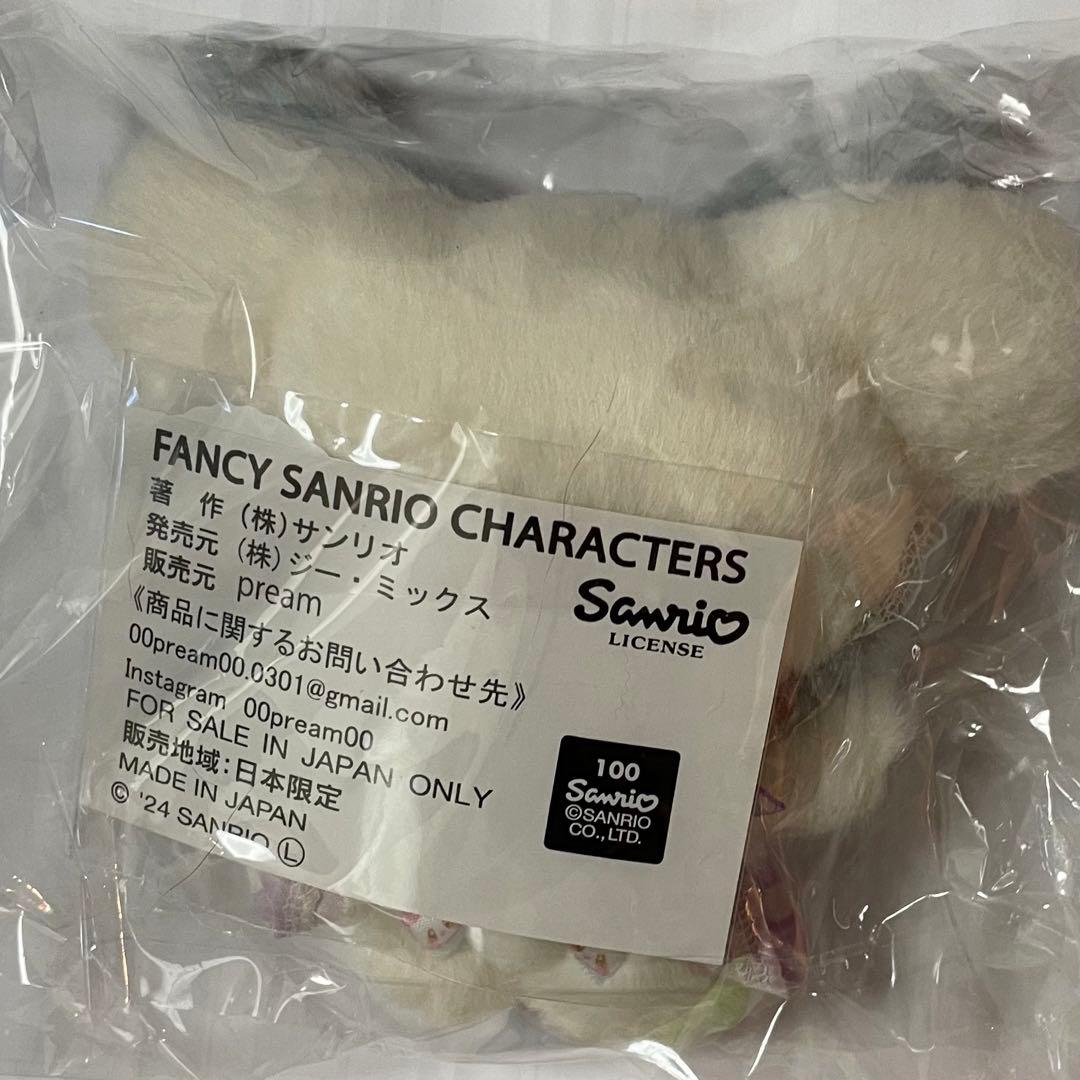 FANCY SANRIO CHARACTERS
著 作 (株)サンリオ
発売元 (株)ジー・ミックス
販売元 pream
《商品に関するお問い合わせ先》
00pream00.0301@gmail.com
Instagram 00pream00
FOR SALE IN JAPAN ONLY
販売地域:日本限定
MADE IN JAPAN
© '24 SANRIO Ⓛ
Sanrio
LICENSE
100
Sanrio
©SANRIO
CO.,LTD.